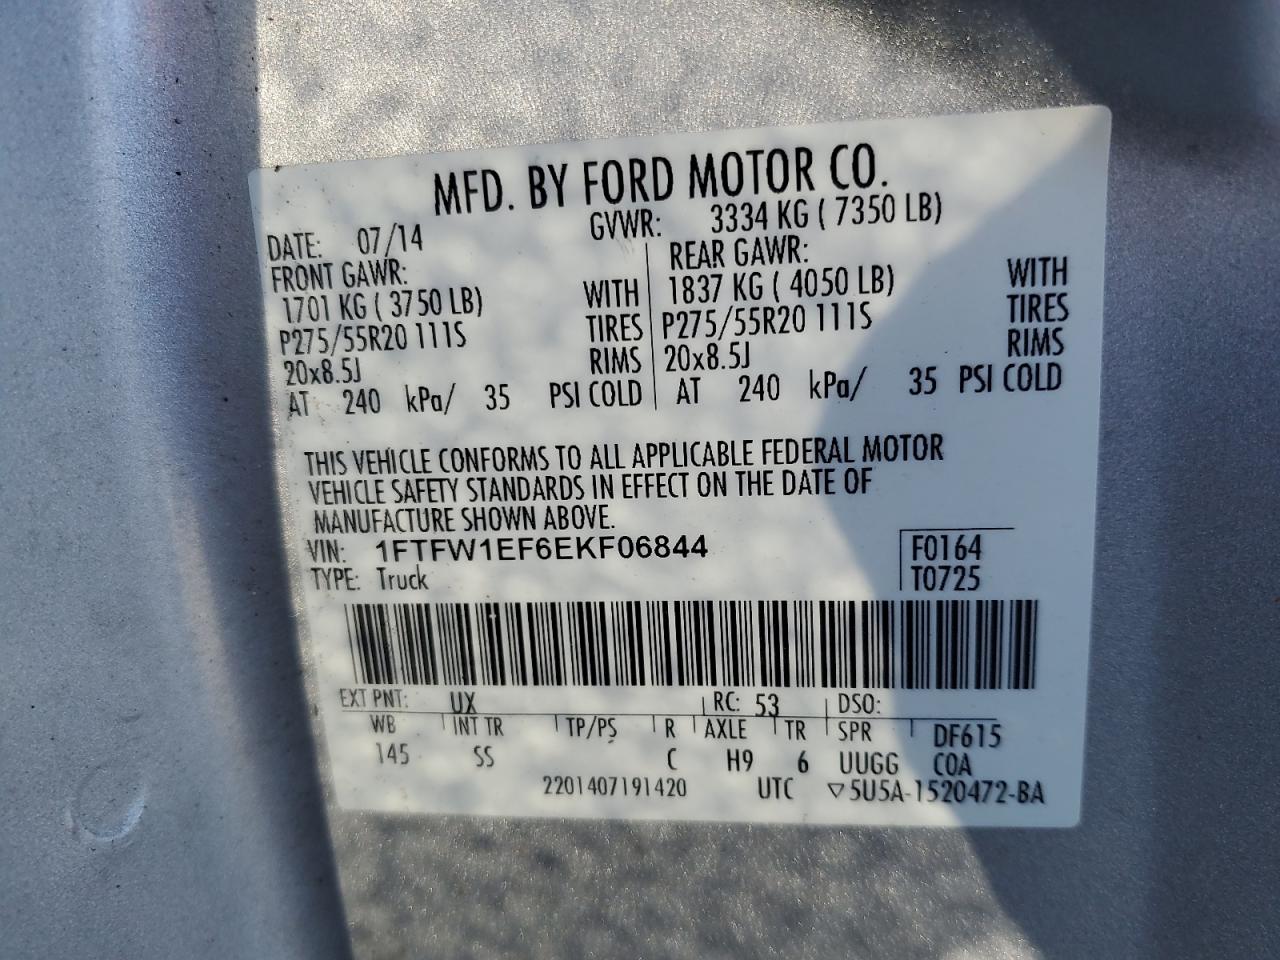 MFD. BY FORD MOTOR CO.
DATE: 07/14 GVWR: 3334 KG ( 7350 LB)
FRONT GAWR: REAR GAWR:
1701 KG ( 3750 LB) WITH 1837 KG ( 4050 LB) WITH
P275/55R20 111S TIRES P275/55R20 111S TIRES
20x8.5J RIMS 20x8.5J RIMS
AT 240 kPa/ 35 PSI COLD AT 240 kPa/ 35 PSI COLD
THIS VEHICLE CONFORMS TO ALL APPLICABLE FEDERAL MOTOR
VEHICLE SAFETY STANDARDS IN EFFECT ON THE DATE OF
MANUFACTURE SHOWN ABOVE.
VIN: 1FTFW1EF6EKF06844 F0164
TYPE: Truck T0725
EXT PNT: UX RC: 53 DSO:
WB INT TR TP/PS R AXLE TR SPR DF615
145 SS C H9 6 UUGG COA
2201407191420 UTC ▽5U5A-1520472-BA